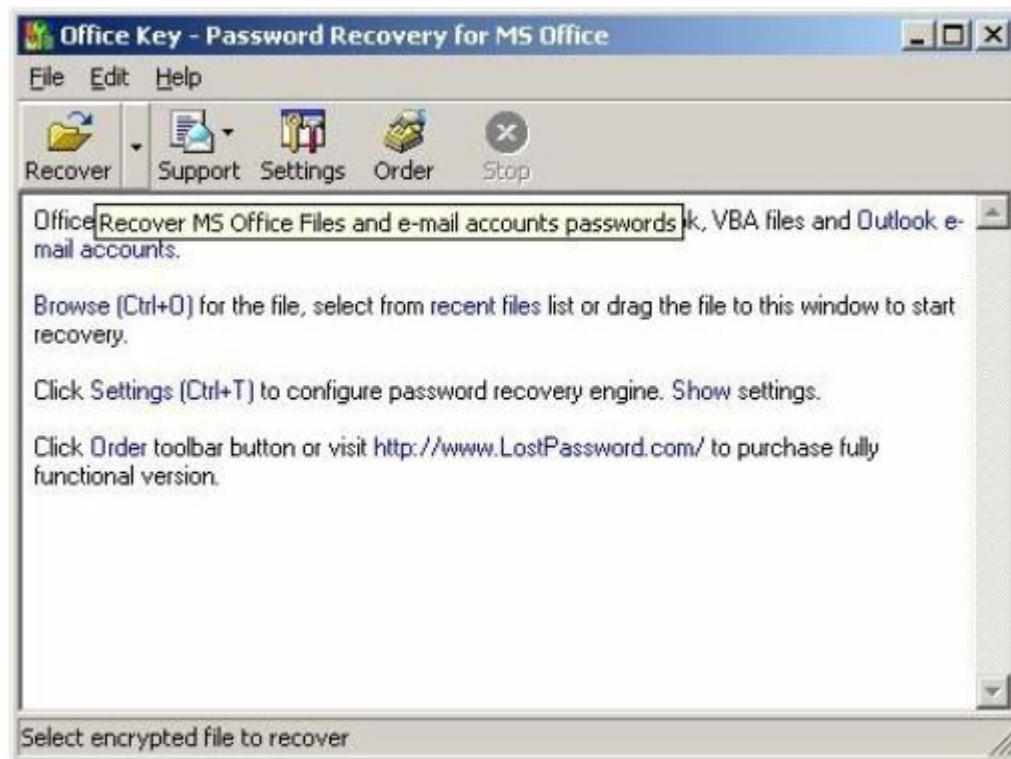 Office Key - Password Recovery for MS Office
File Edit Help
Recover Support Settings Order Stop
Office Recover MS Office Files and e-mail accounts passwords k, VBA files and Outlook e-
mail accounts.
Browse (Ctrl+O) for the file, select from recent files list or drag the file to this window to start
recovery.
Click Settings (Ctrl+T) to configure password recovery engine. Show settings.
Click Order toolbar button or visit http://www.LostPassword.com/ to purchase fully
functional version.
Select encrypted file to recover